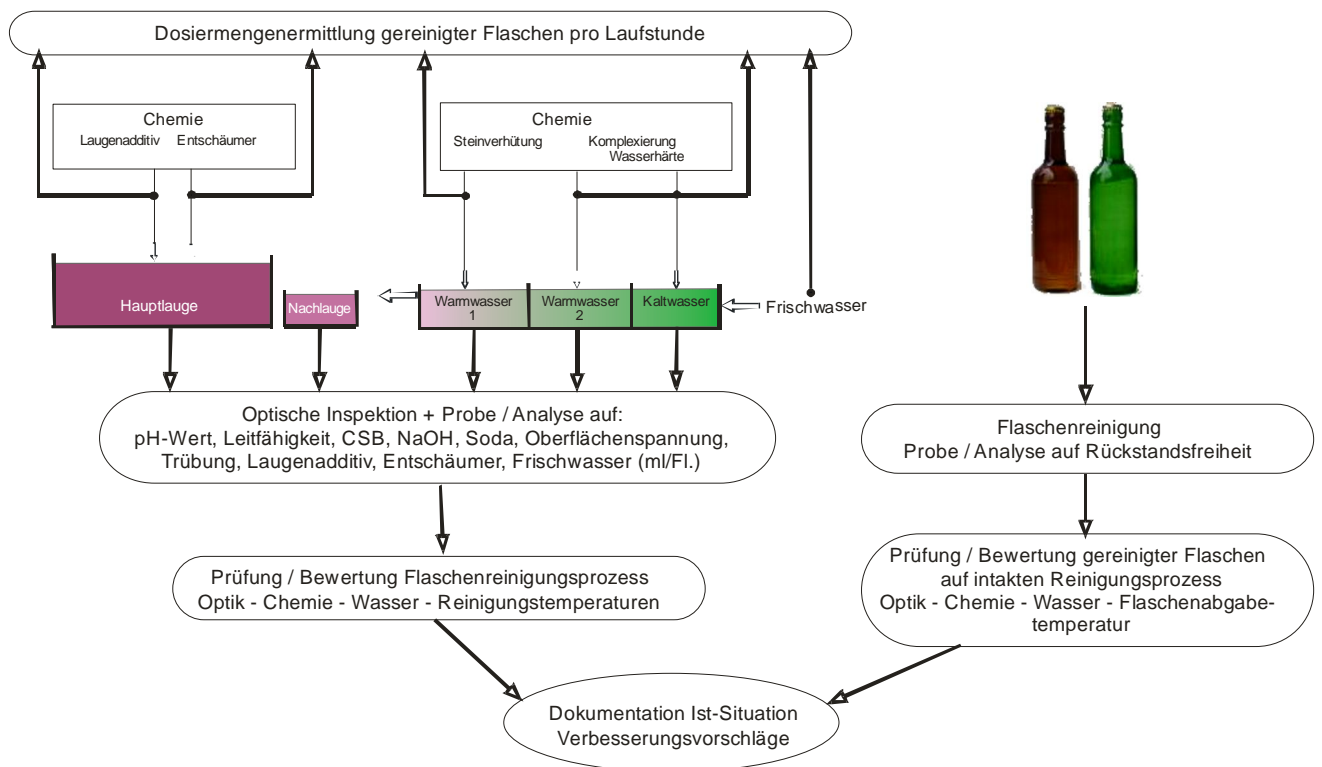 Dosiermengenermittlung gereinigter Flaschen pro Laufstunde
Chemie
Laugenadditiv Entschäumer
Chemie
Steinverhütung Komplexierung
Wasserhärte
Hauptlauge
Nachlauge
Warmwasser
1
Warmwasser
2
Kaltwasser
Frischwasser
Optische Inspektion + Probe / Analyse auf:
pH-Wert, Leitfähigkeit, CSB, NaOH, Soda, Oberflächenspannung,
Trübung, Laugenadditiv, Entschäumer, Frischwasser (ml/Fl.)
Flaschenreinigung
Probe / Analyse auf Rückstandsfreiheit
Prüfung / Bewertung Flaschenreinigungsprozess
Optik - Chemie - Wasser - Reinigungstemperaturen
Prüfung / Bewertung gereinigter Flaschen
auf intakten Reinigungsprozess
Optik - Chemie - Wasser - Flaschenabgabe-
temperatur
Dokumentation Ist-Situation
Verbesserungsvorschläge